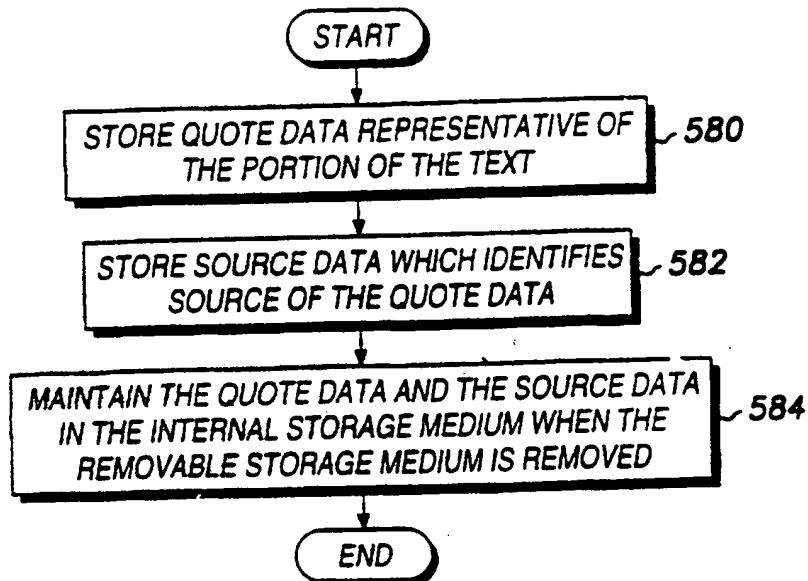 START
STORE QUOTE DATA REPRESENTATIVE OF
THE PORTION OF THE TEXT
580
STORE SOURCE DATA WHICH IDENTIFIES
SOURCE OF THE QUOTE DATA
582
MAINTAIN THE QUOTE DATA AND THE SOURCE DATA
IN THE INTERNAL STORAGE MEDIUM WHEN THE
REMOVABLE STORAGE MEDIUM IS REMOVED
584
END